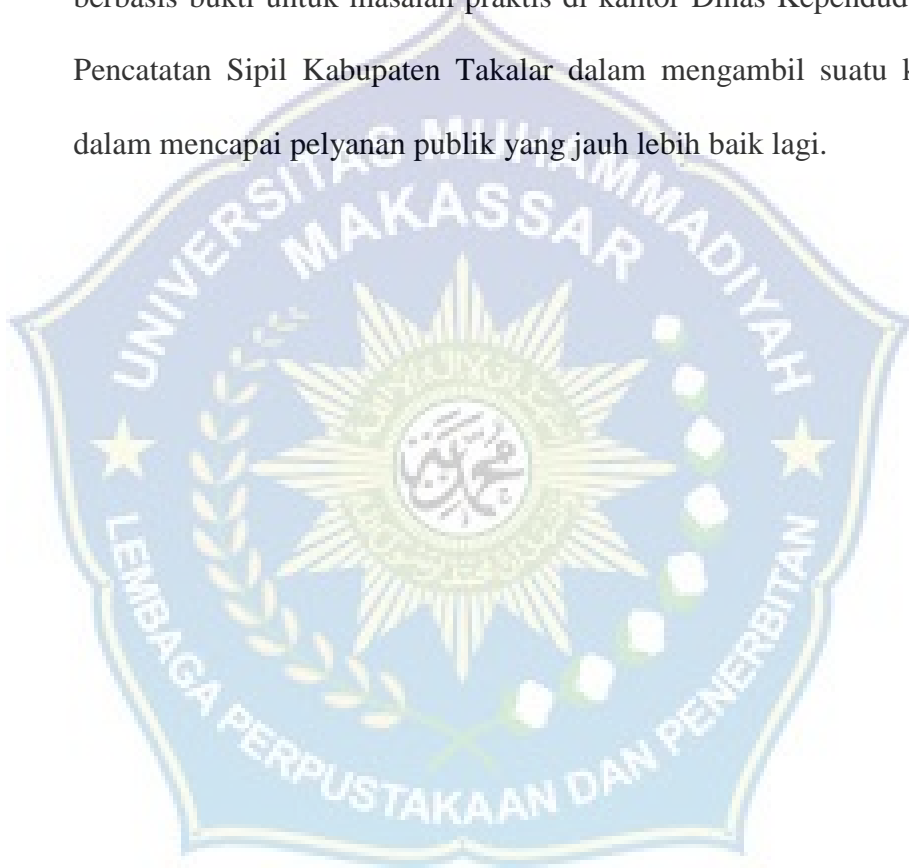 berbasis bukti untuk masalah praktis di kantor Dinas Kependud
Pencatatan Sipil Kabupaten Takalar dalam mengambil suatu k
dalam mencapai pelyanan publik yang jauh lebih baik lagi.
UNIVERSITAS MUHAMMADIYAH
MAKASSAR
LEMBAGA PERPUSTAKAAN DAN PENERBITAN